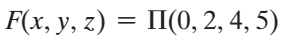 F(x, y, z) = Π(0, 2, 4, 5)